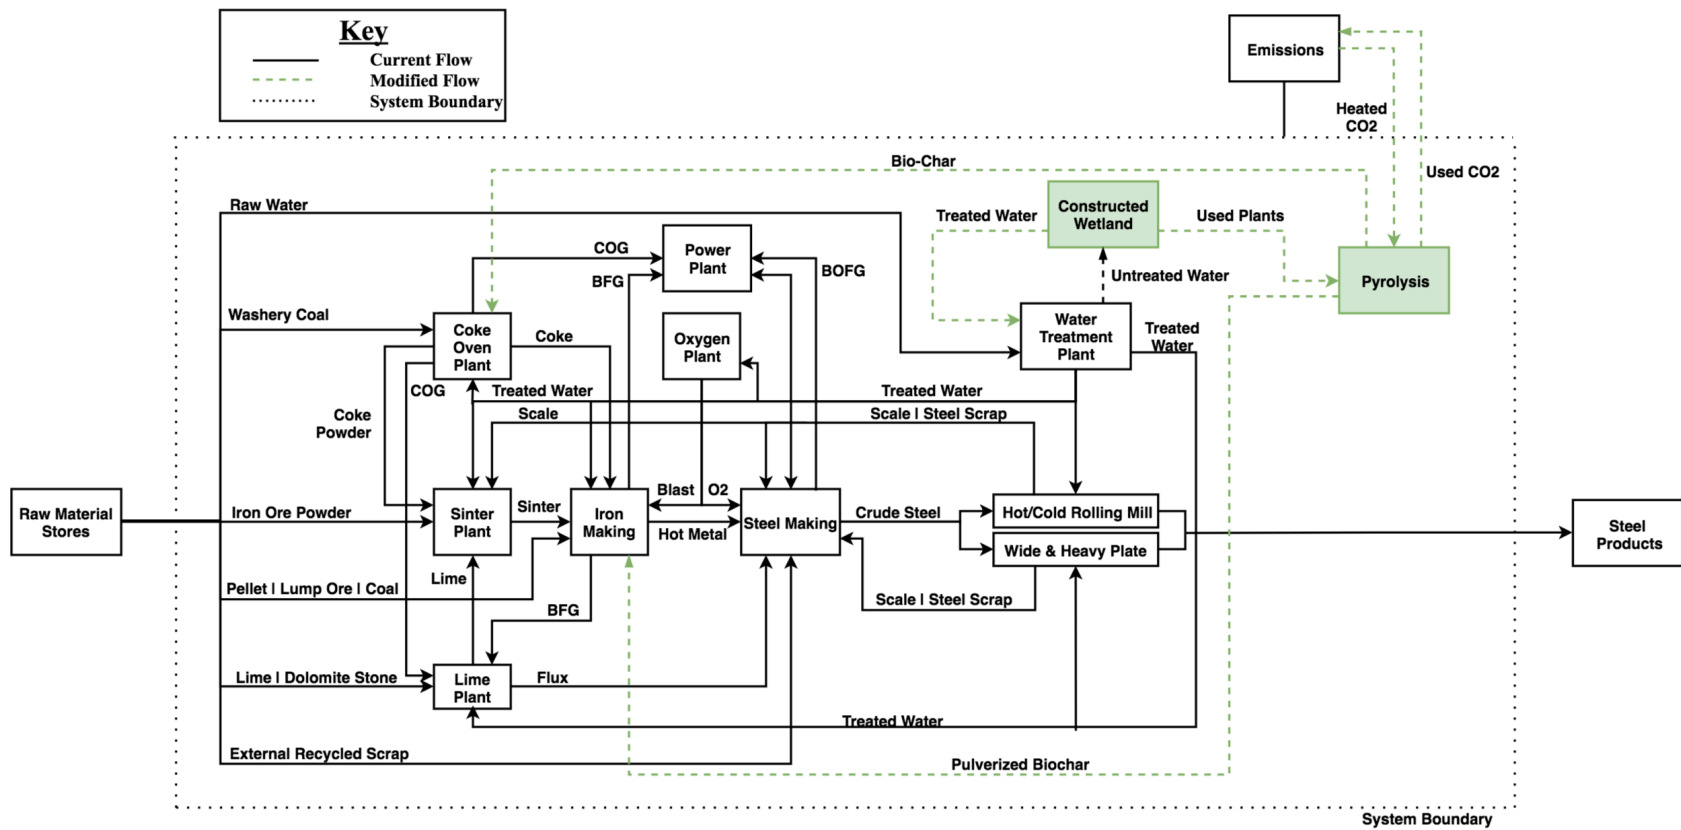 Key
Current Flow
Modified Flow
System Boundary
Emissions
Heated
CO2
Used CO2
Bio-Char
Raw Water
Constructed
Wetland
Treated Water
Used Plants
COG
Power
Plant
BOFG
BFG
Untreated Water
Pyrolysis
Washery Coal
Coke
Oven
Plant
Coke
Oxygen
Plant
Water
Treatment
Plant
Treated
Water
COG
Treated Water
Treated Water
Coke
Powder
Scale
Scale | Steel Scrap
Raw Material
Stores
Iron Ore Powder
Sinter
Plant
Sinter
Iron
Making
Blast
O2
Hot Metal
Steel Making
Crude Steel
Hot/Cold Rolling Mill
Wide & Heavy Plate
Steel
Products
Lime
Pellet | Lump Ore | Coal
BFG
Scale | Steel Scrap
Lime | Dolomite Stone
Lime
Plant
Flux
Treated Water
External Recycled Scrap
Pulverized Biochar
System Boundary